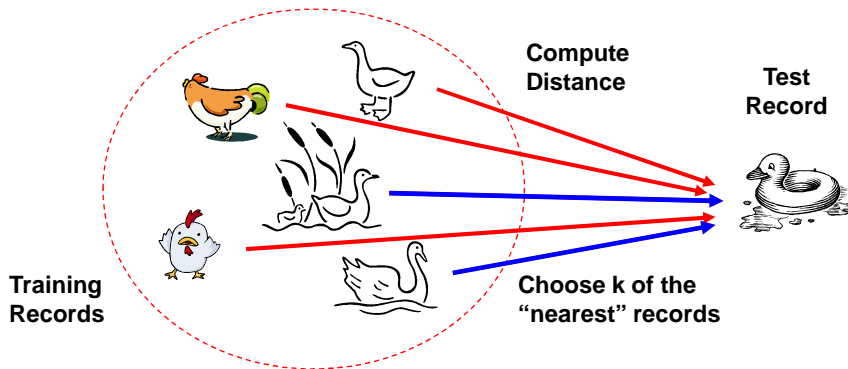 Compute
Distance
Test
Record
Training
Records
Choose k of the
“nearest” records